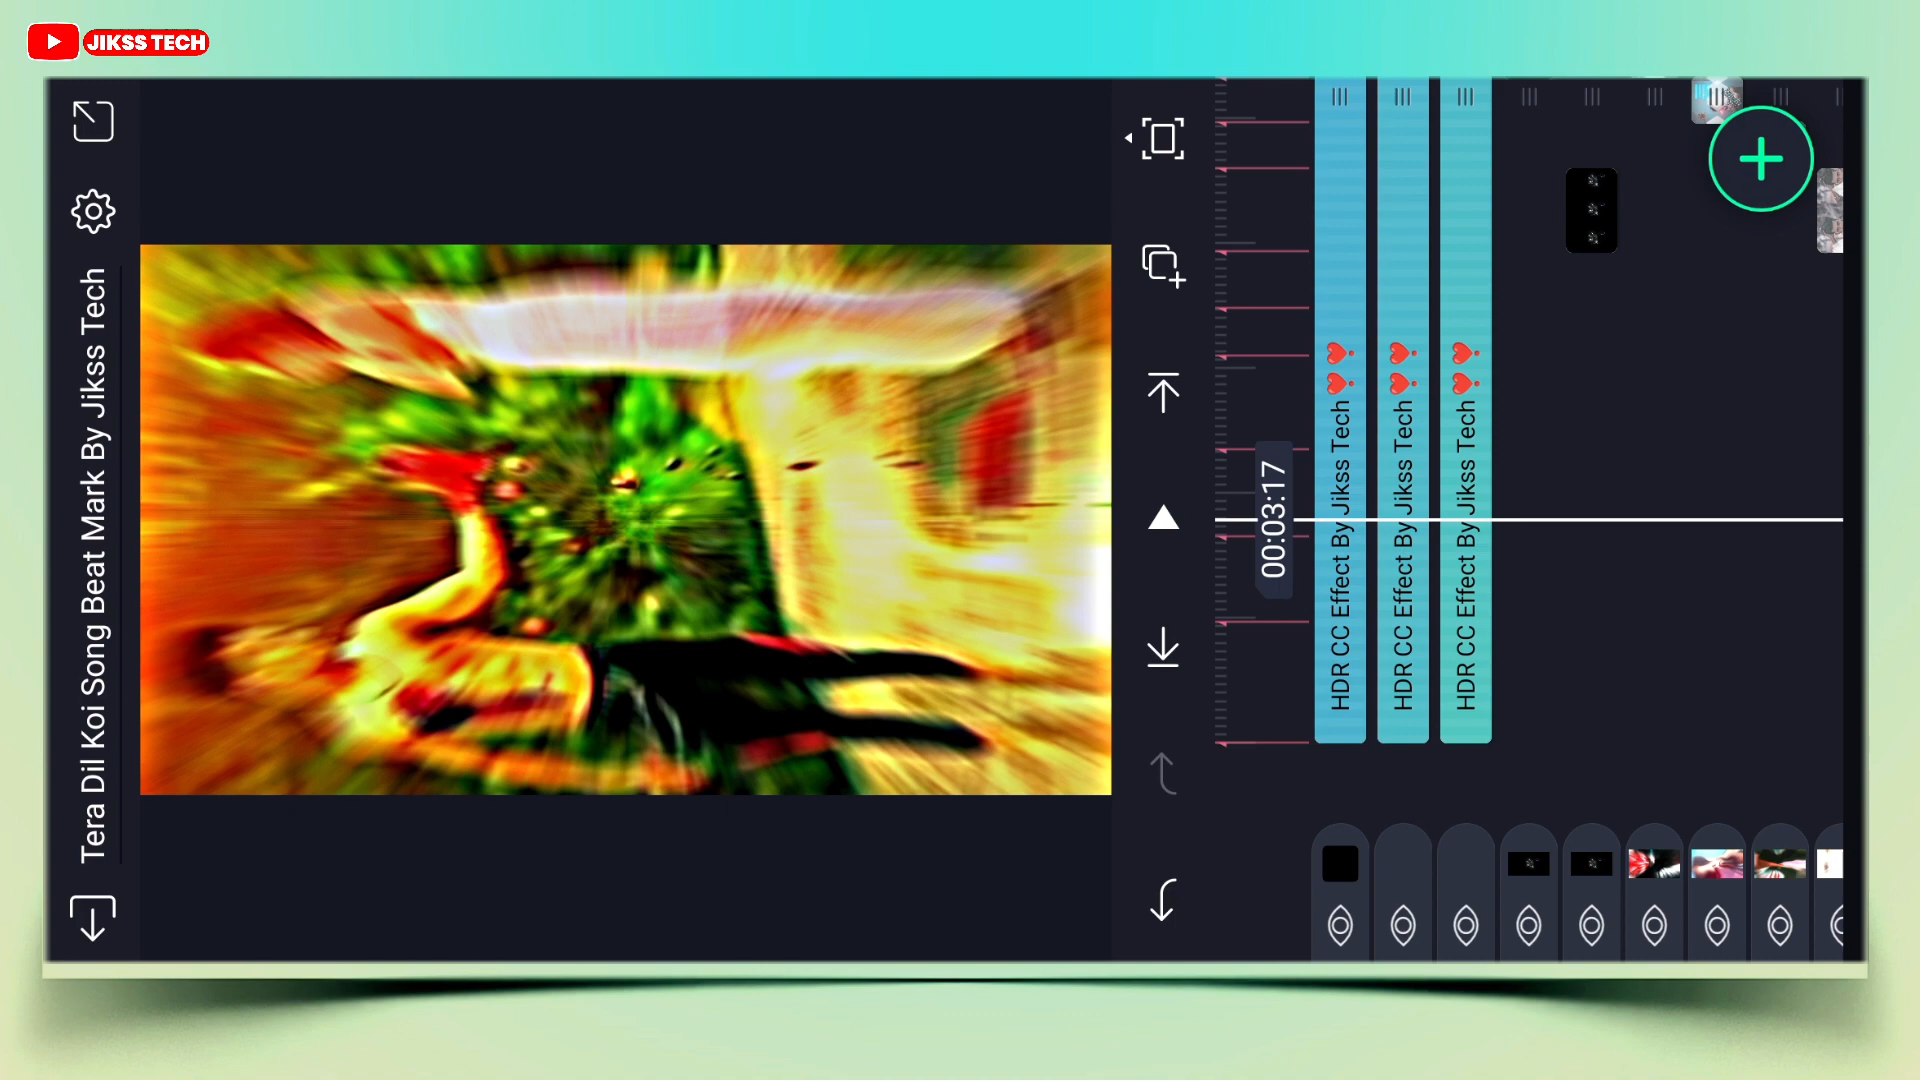 JIKSS TECH
Tera Dil Koi Song Beat Mark By Jikss Tech
00:03:17
HDR CC Effect By Jikss Tech ❣️❣️
HDR CC Effect By Jikss Tech ❣️❣️
HDR CC Effect By Jikss Tech ❣️❣️